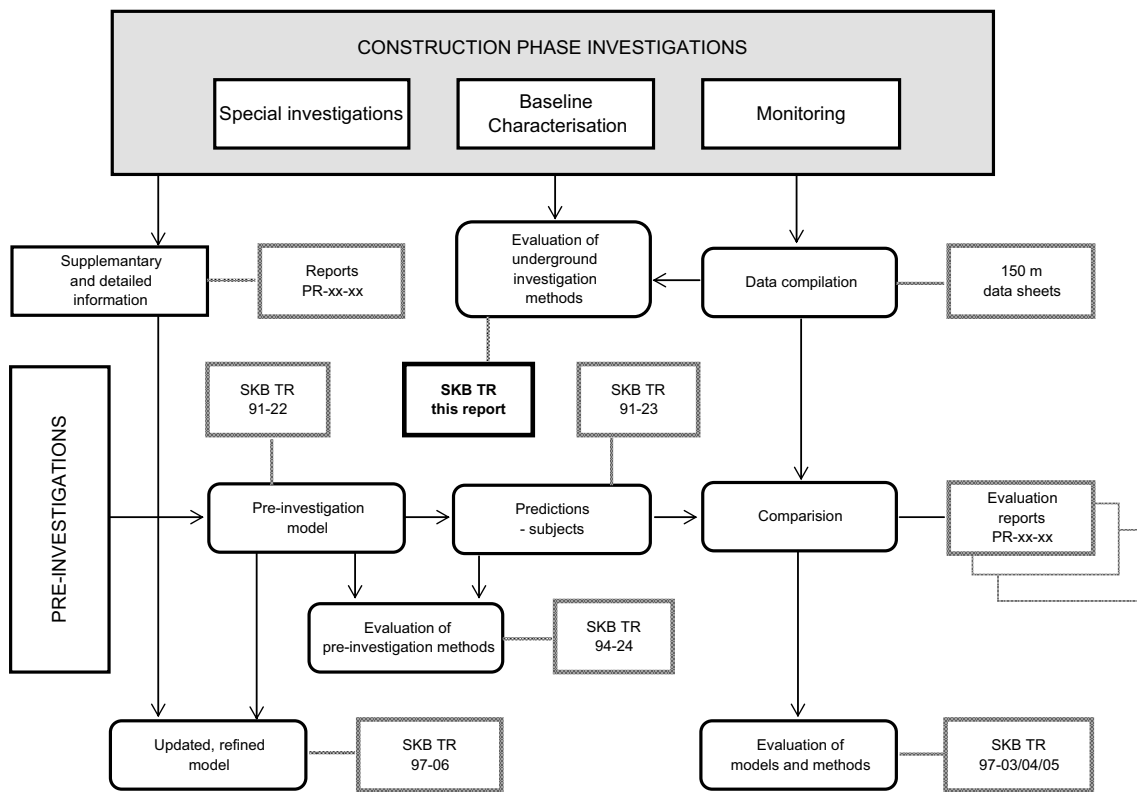 CONSTRUCTION PHASE INVESTIGATIONS
Special investigations
Baseline
Characterisation
Monitoring
Supplemantary
and detailed
information
Reports
PR-xx-xx
Evaluation of
underground
investigation
methods
Data compilation
150 m
data sheets
PRE-INVESTIGATIONS
SKB TR
91-22
SKB TR
this report
SKB TR
91-23
Pre-investigation
model
Predictions
- subjects
Comparision
Evaluation
reports
PR-xx-xx
Evaluation of
pre-investigation methods
SKB TR
94-24
Updated, refined
model
SKB TR
97-06
Evaluation of
models and methods
SKB TR
97-03/04/05